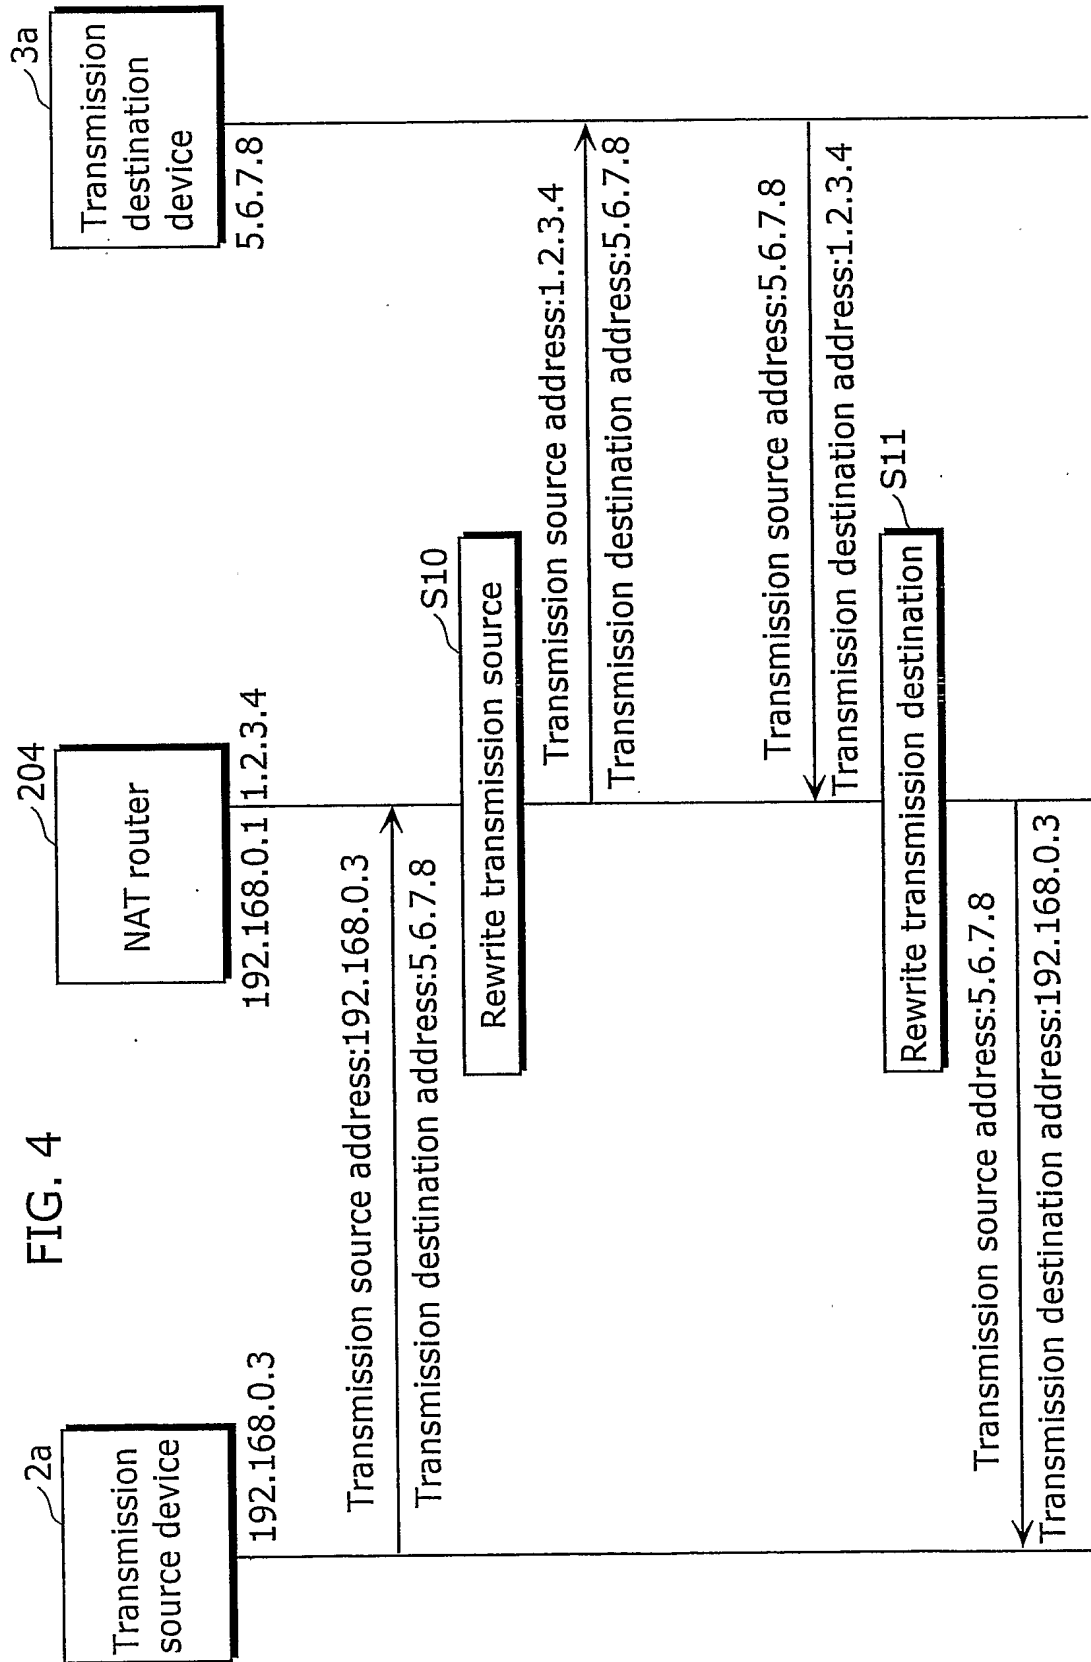 FIG. 4
2a
Transmission
source device
192.168.0.3
204
NAT router
192.168.0.1
1.2.3.4
3a
Transmission
destination
device
5.6.7.8
Transmission source address:192.168.0.3
Transmission destination address:5.6.7.8
S10
Rewrite transmission source
Transmission source address:1.2.3.4
Transmission destination address:5.6.7.8
Transmission source address:5.6.7.8
Transmission destination address:1.2.3.4
S11
Rewrite transmission destination
Transmission source address:5.6.7.8
Transmission destination address:192.168.0.3